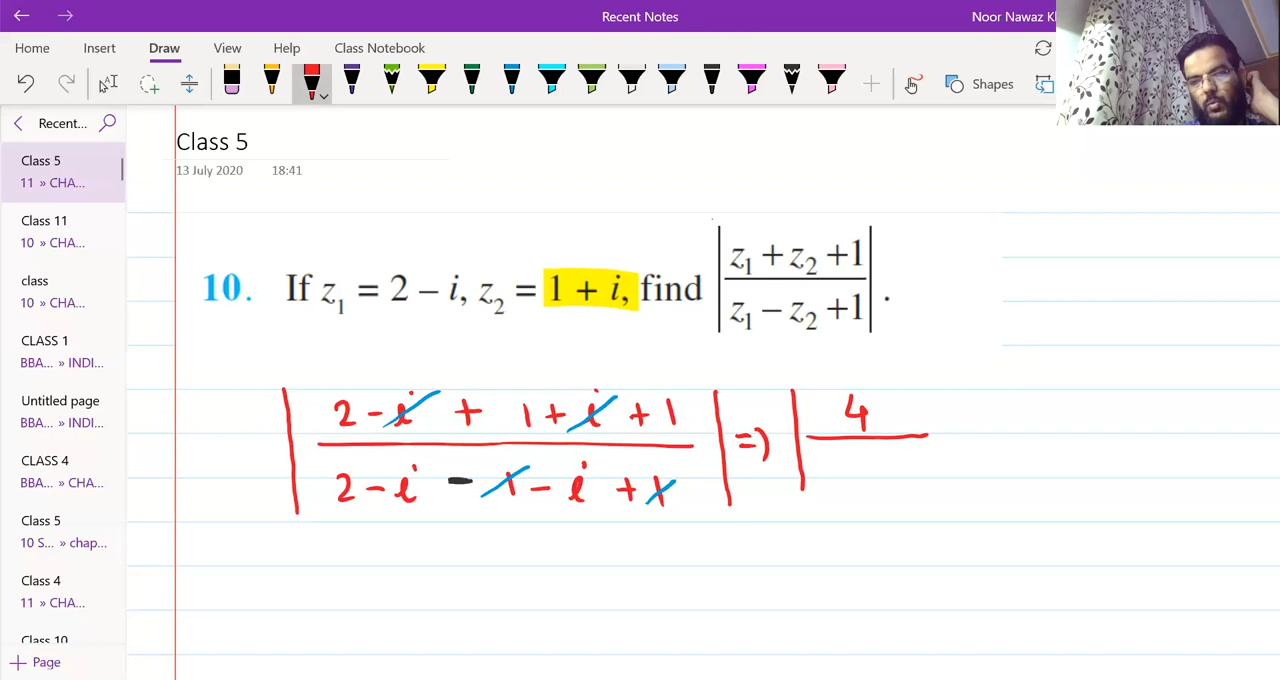 Recent Notes
Noor Nawaz Kh
Home Insert Draw View Help Class Notebook
Shapes
Recent...
Class 5
11 » CHA...
Class 11
10 » CHA...
class
10 » CHA...
CLASS 1
BBA... » INDI...
Untitled page
BBA... » INDI...
CLASS 4
BBA... » CHA...
Class 5
10 S... » chap...
Class 4
11 » CHA...
Class 10
+ Page
Class 5
13 July 2020 18:41
10. If z₁ = 2 – i, z₂ = 1 + i, find |(z₁ + z₂ + 1)/(z₁ – z₂ + 1)|.
|2 - i + 1 + i + 1| => |4
|2 - i - 1 - i + 1|